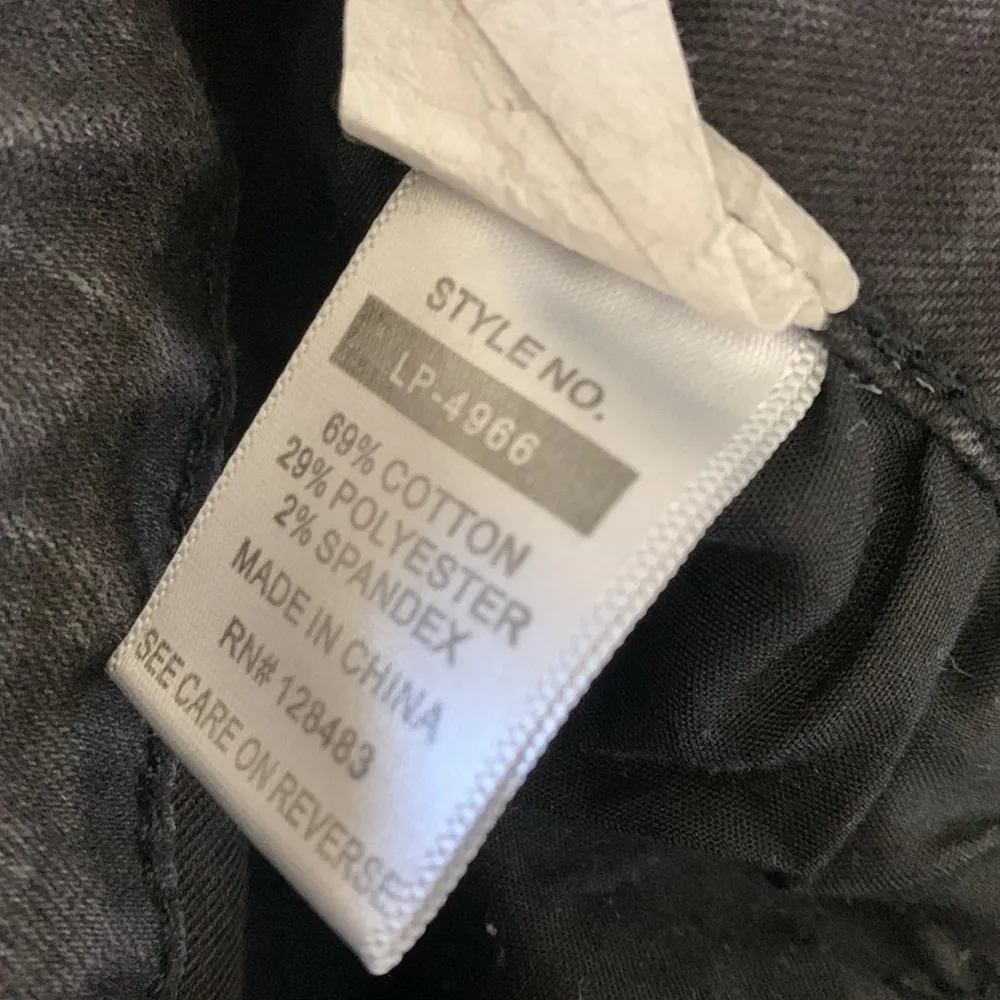 STYLE NO.
LP-4966
69% COTTON
29% POLYESTER
2% SPANDEX
MADE IN CHINA
RN# 128483
SEE CARE ON REVERSE